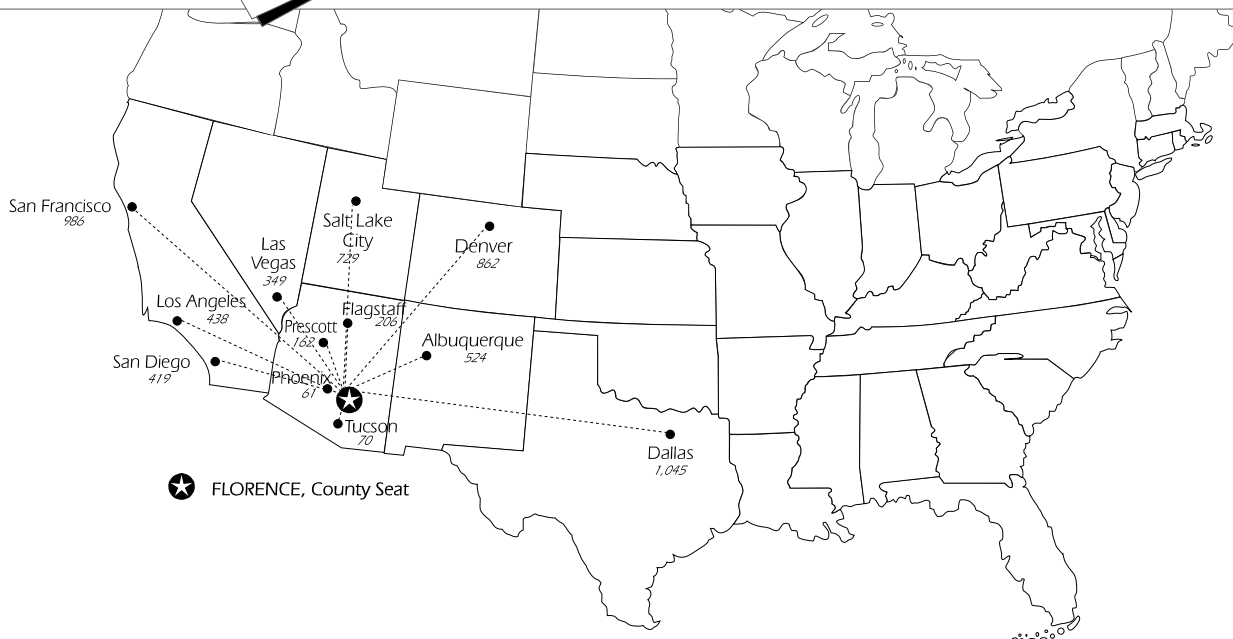 San Francisco
986
Salt Lake
City
729
Denver
862
Las
Vegas
349
Los Angeles
438
Flagstaff
206
Prescott
162
Albuquerque
524
San Diego
419
Phoenix
61
Tucson
70
Dallas
1,045
FLORENCE, County Seat